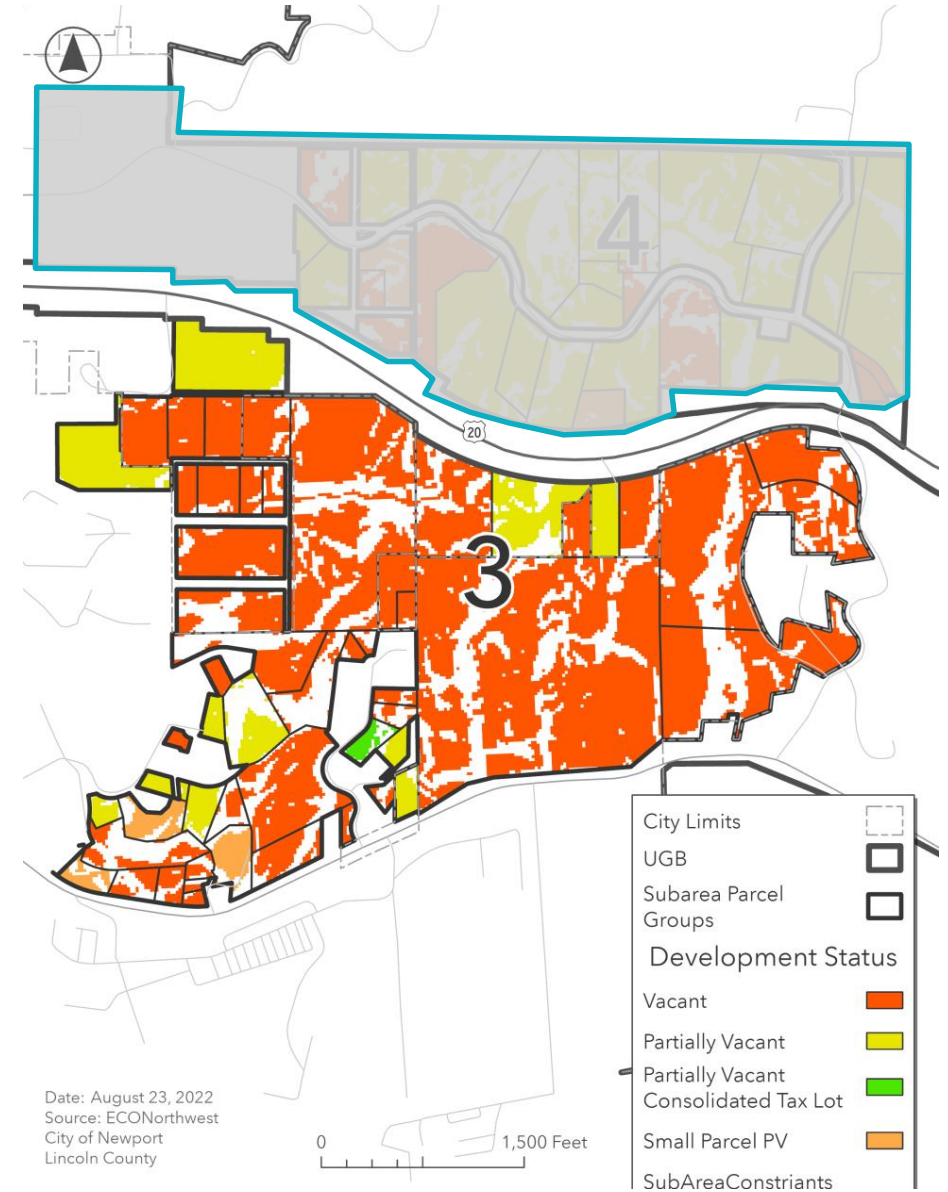 4
20
3
City Limits
UGB
Subarea Parcel
Groups
Development Status
Vacant
Partially Vacant
Partially Vacant
Consolidated Tax Lot
Small Parcel PV
SubAreaConstriants
Date: August 23, 2022
Source: ECONorthwest
City of Newport
Lincoln County
0 1,500 Feet